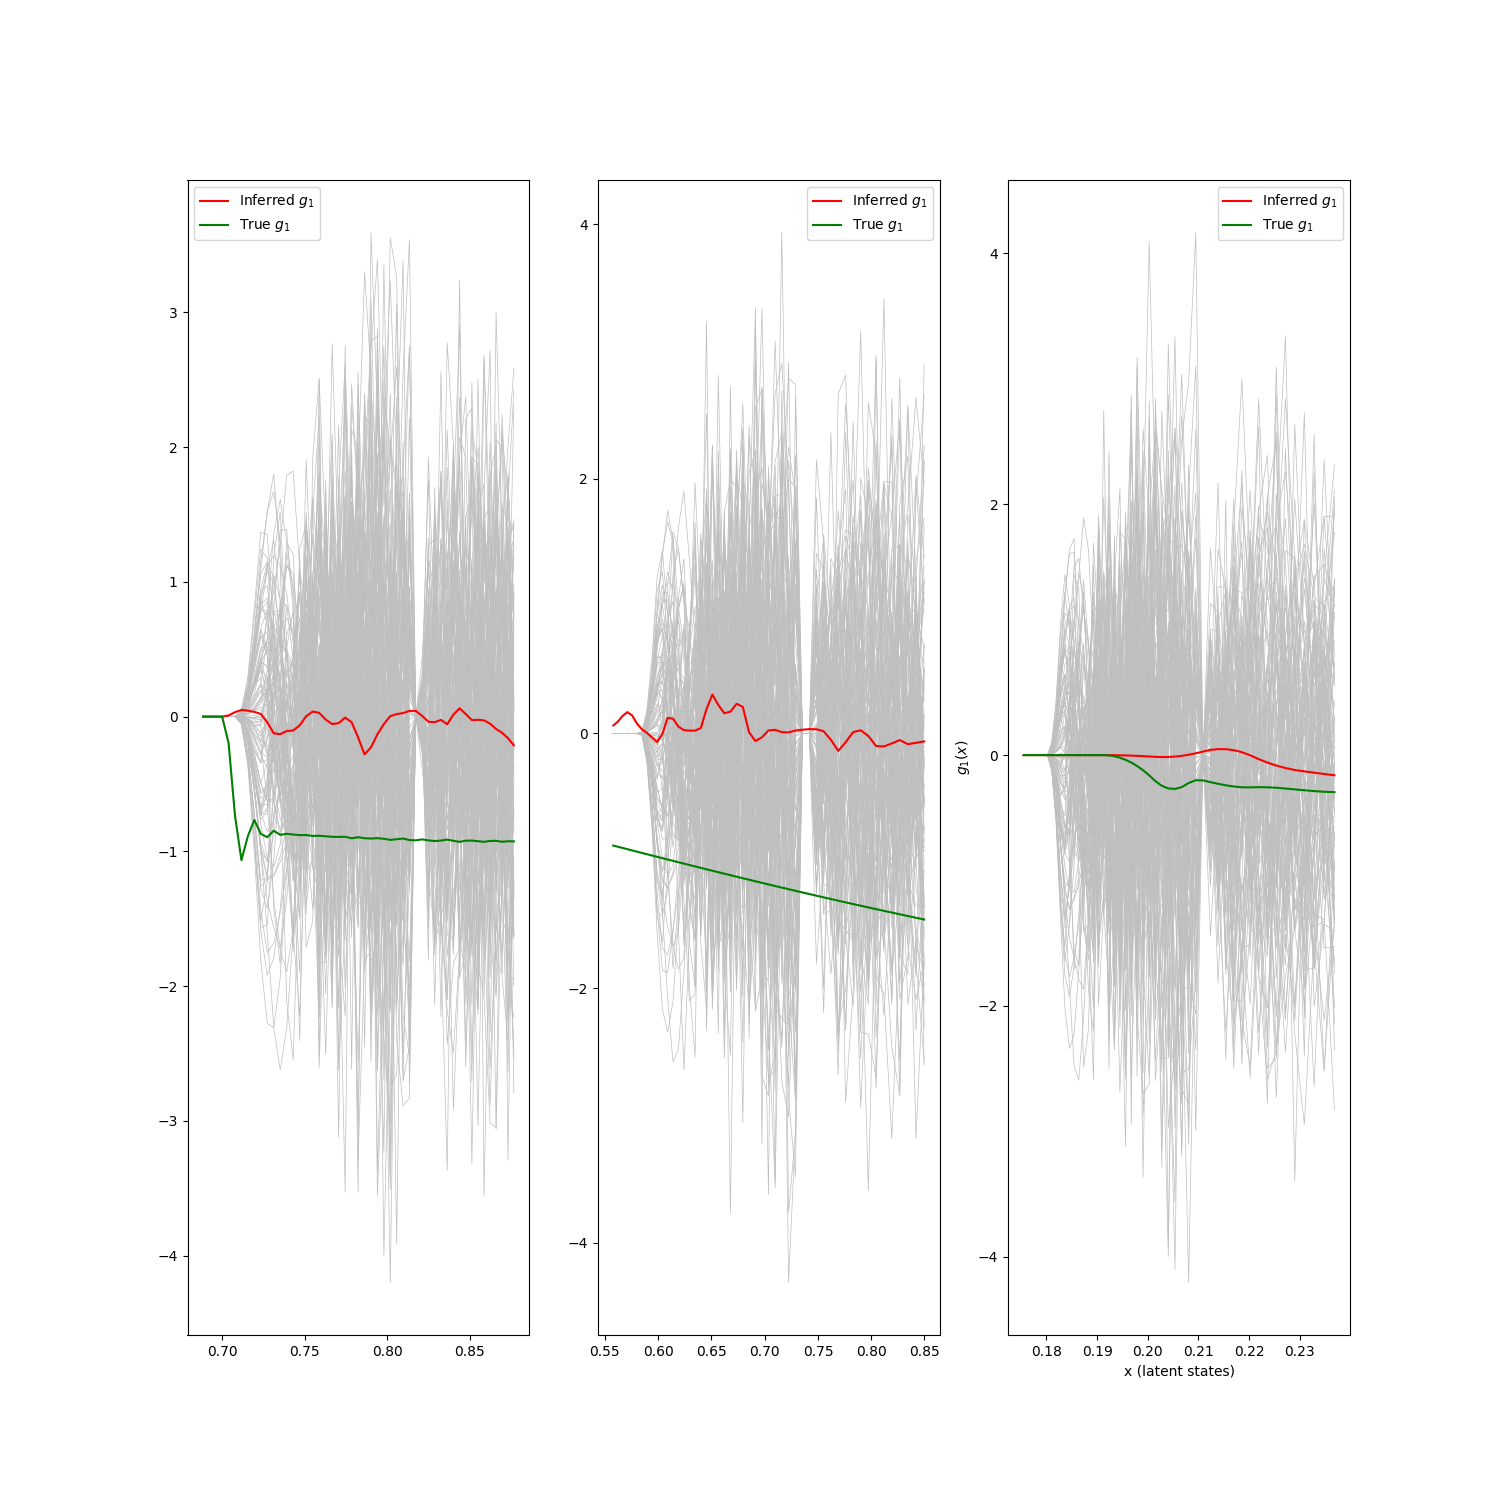 Inferred g₁
True g₁
3
2
1
0
−1
−2
−3
−4
0.70 0.75 0.80 0.85
Inferred g₁
True g₁
4
2
0
−2
−4
0.55 0.60 0.65 0.70 0.75 0.80 0.85
Inferred g₁
True g₁
4
2
0
−2
−4
g₁(x)
0.18 0.19 0.20 0.21 0.22 0.23
x (latent states)